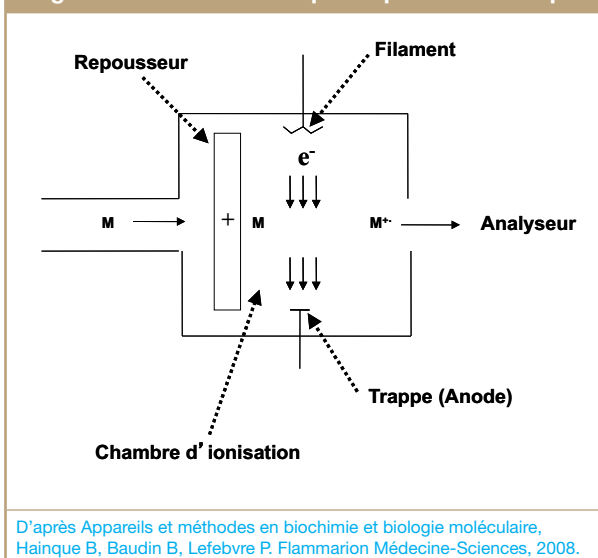 Filament
Repousseur
e-
M
+
M
M+·
Analyseur
Trappe (Anode)
Chambre d' ionisation
D'après Appareils et méthodes en biochimie et biologie moléculaire,
Hainque B, Baudin B, Lefebvre P. Flammarion Médecine-Sciences, 2008.